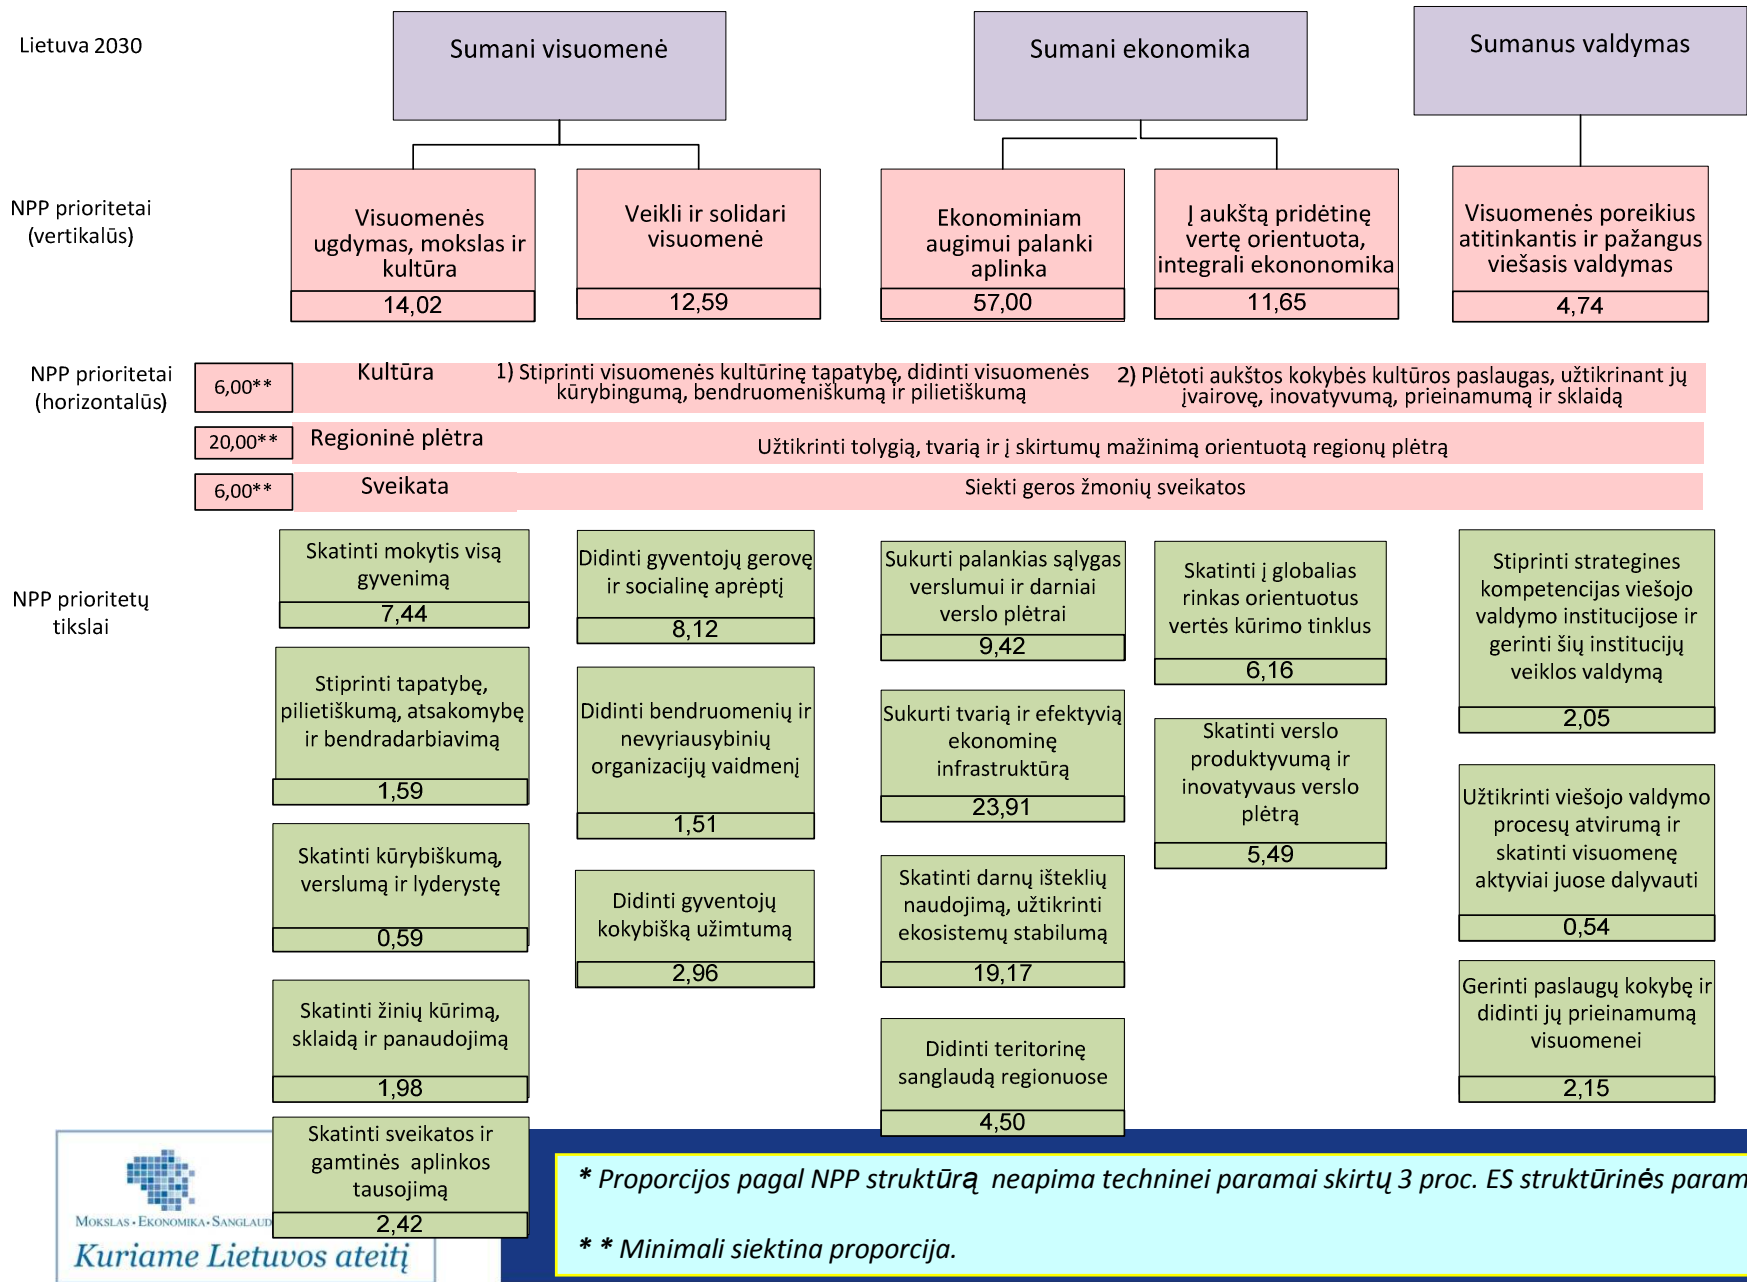 Lietuva 2030
Sumani visuomenė
Sumani ekonomika
Sumanus valdymas
NPP prioritetai
(vertikalūs)
Visuomenės
ugdymas, mokslas ir
kultūra
14,02
Veikli ir solidari
visuomenė
12,59
Ekonominiam
augimui palanki
aplinka
57,00
Į aukštą pridėtinę
vertę orientuota,
integrali ekononomika
11,65
Visuomenės poreikius
atitinkantis ir pažangus
viešasis valdymas
4,74
NPP prioritetai
(horizontalūs)
6,00**
Kultūra
1) Stiprinti visuomenės kultūrinę tapatybę, didinti visuomenės
kūrybingumą, bendruomeniškumą ir pilietiškumą
2) Plėtoti aukštos kokybės kultūros paslaugas, užtikrinant jų
įvairovę, inovatyvumą, prieinamumą ir sklaidą
20,00**
Regioninė plėtra
Užtikrinti tolygią, tvarią ir į skirtumų mažinimą orientuotą regionų plėtrą
6,00**
Sveikata
Siekti geros žmonių sveikatos
NPP prioritetų
tikslai
Skatinti mokytis visą
gyvenimą
7,44
Stiprinti tapatybę,
pilietiškumą, atsakomybę
ir bendradarbiavimą
1,59
Skatinti kūrybiškumą,
verslumą ir lyderystę
0,59
Skatinti žinių kūrimą,
sklaidą ir panaudojimą
1,98
Skatinti sveikatos ir
gamtinės aplinkos
tausojimą
2,42
Didinti gyventojų gerovę
ir socialinę aprėptį
8,12
Didinti bendruomenių ir
nevyriausybinių
organizacijų vaidmenį
1,51
Didinti gyventojų
kokybišką užimtumą
2,96
Sukurti palankias sąlygas
verslumui ir darniai
verslo plėtrai
9,42
Sukurti tvarią ir efektyvią
ekonominę
infrastruktūrą
23,91
Skatinti darnų išteklių
naudojimą, užtikrinti
ekosistemų stabilumą
19,17
Didinti teritorinę
sanglaudą regionuose
4,50
Skatinti į globalias
rinkas orientuotus
vertės kūrimo tinklus
6,16
Skatinti verslo
produktyvumą ir
inovatyvaus verslo
plėtrą
5,49
Stiprinti strategines
kompetencijas viešojo
valdymo institucijose ir
gerinti šių institucijų
veiklos valdymą
2,05
Užtikrinti viešojo valdymo
procesų atvirumą ir
skatinti visuomenę
aktyviai juose dalyvauti
0,54
Gerinti paslaugų kokybę ir
didinti jų prieinamumą
visuomenei
2,15
MOKSLAS • EKONOMIKA • SANGLAUD
Kuriame Lietuvos ateitį
* Proporcijos pagal NPP struktūrą neapima techninei paramai skirtų 3 proc. ES struktūrinės param
* * Minimali siektina proporcija.